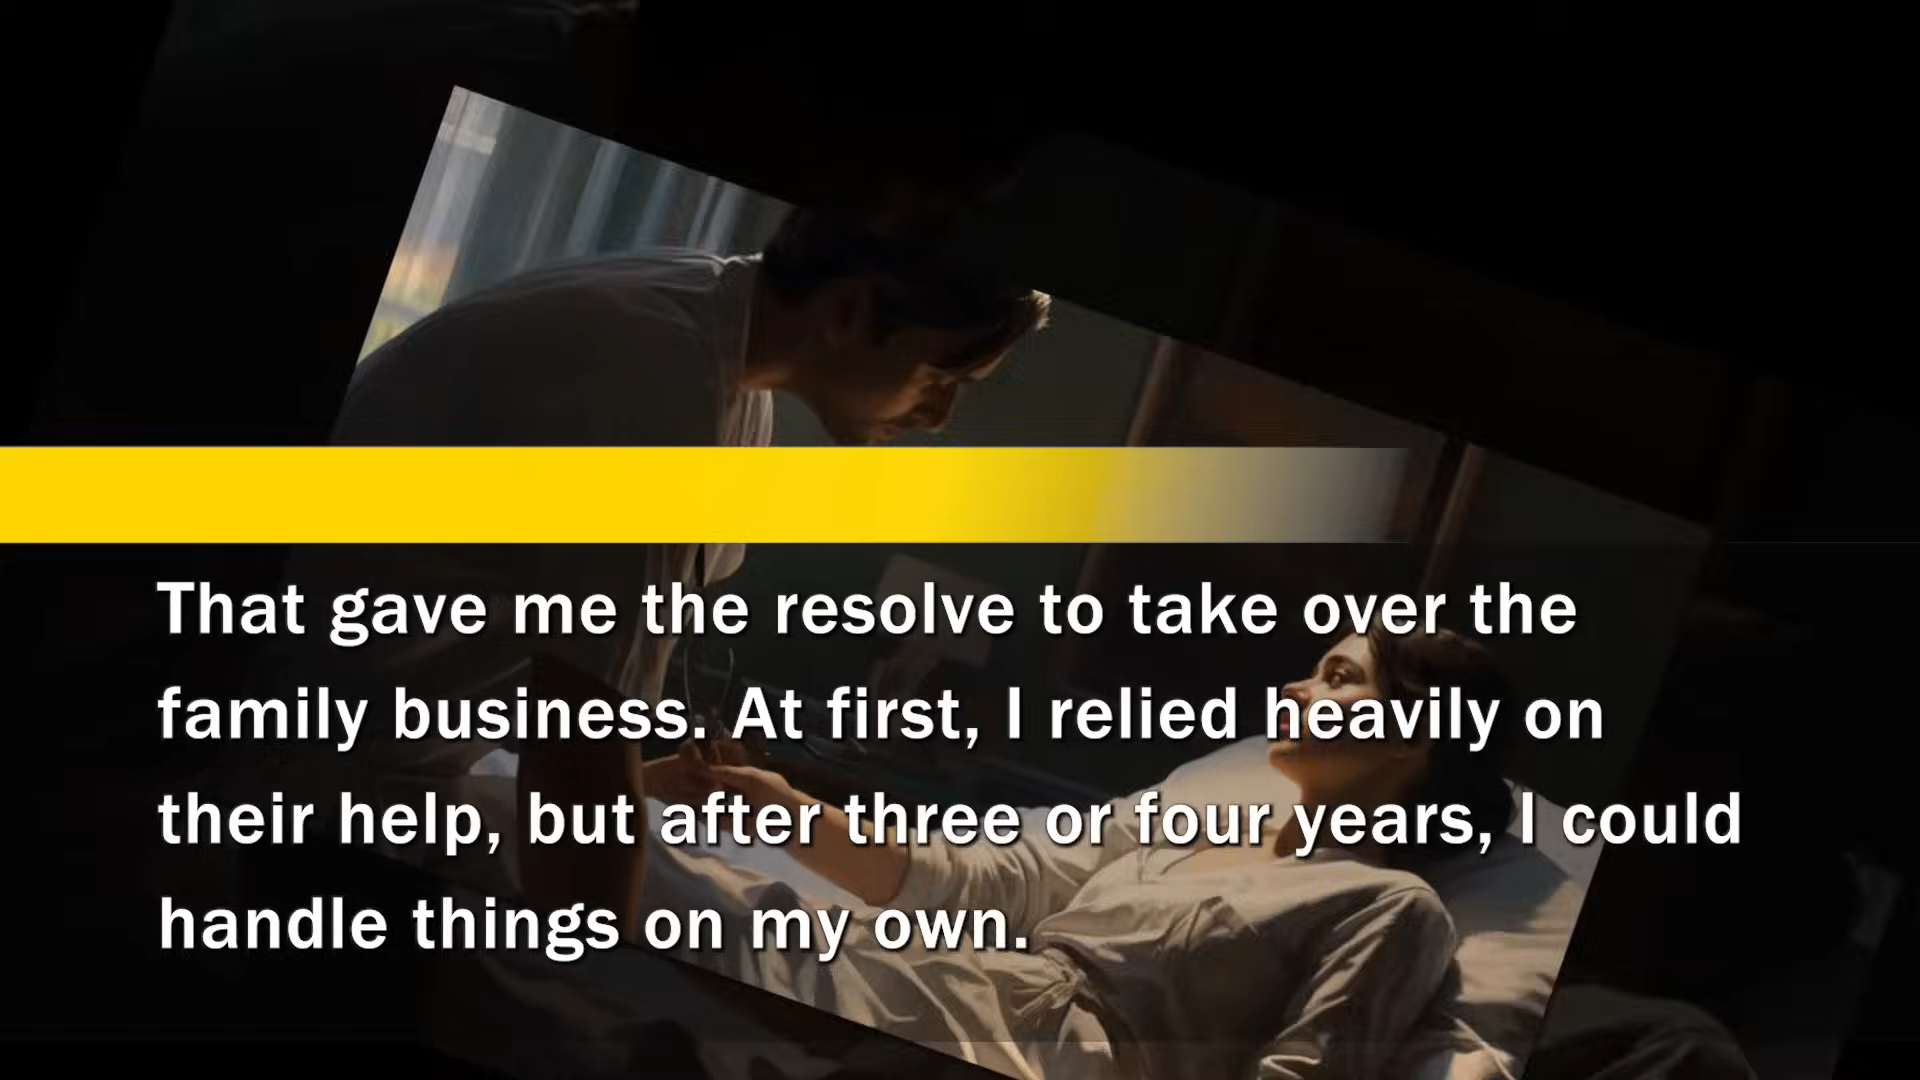 That gave me the resolve to take over the
family business. At first, I relied heavily on
their help, but after three or four years, I could
handle things on my own.